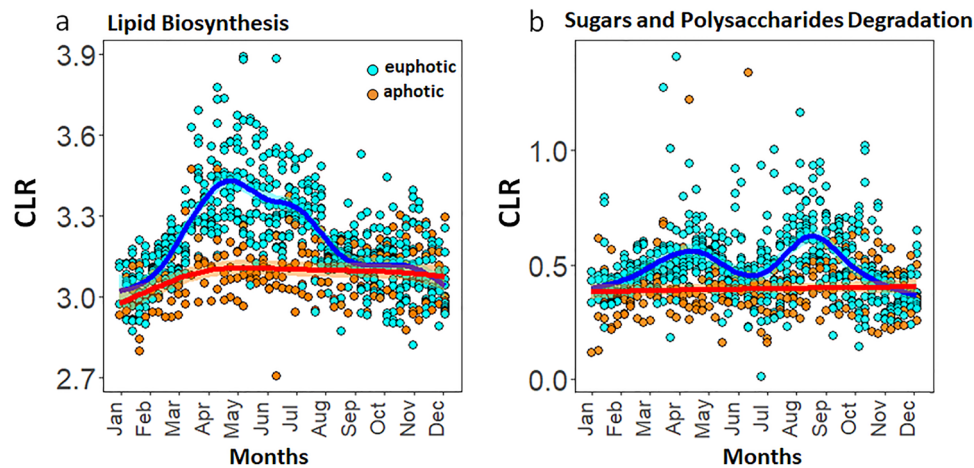 a Lipid Biosynthesis
CLR
3.9
3.6
3.3
3.0
2.7
euphotic
aphotic
Jan Feb Mar Apr May Jun Jul Aug Sep Oct Nov Dec
Months
b Sugars and Polysaccharides Degradation
CLR
1.0
0.5
0.0
Jan Feb Mar Apr May Jun Jul Aug Sep Oct Nov Dec
Months